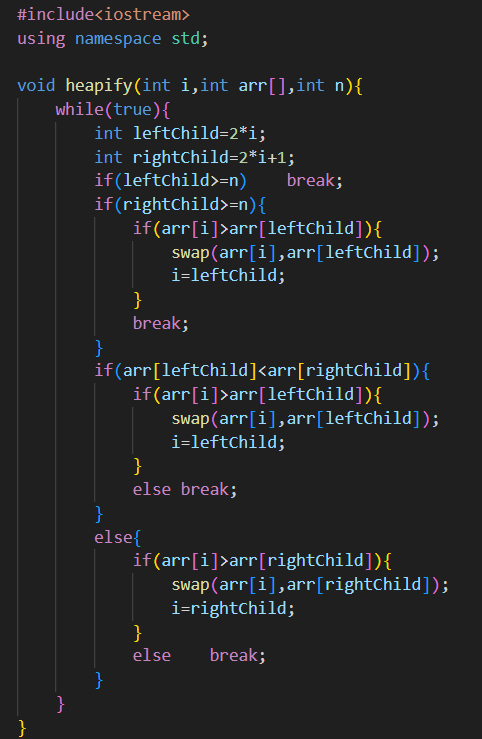 #include<iostream>
using namespace std;

void heapify(int i,int arr[],int n){
    while(true){
        int leftChild=2*i;
        int rightChild=2*i+1;
        if(leftChild>=n)    break;
        if(rightChild>=n){
            if(arr[i]>arr[leftChild]){
                swap(arr[i],arr[leftChild]);
                i=leftChild;
            }
            break;
        }
        if(arr[leftChild]<arr[rightChild]){
            if(arr[i]>arr[leftChild]){
                swap(arr[i],arr[leftChild]);
                i=leftChild;
            }
            else break;
        }
        else{
            if(arr[i]>arr[rightChild]){
                swap(arr[i],arr[rightChild]);
                i=rightChild;
            }
            else    break;
        }
    }
}